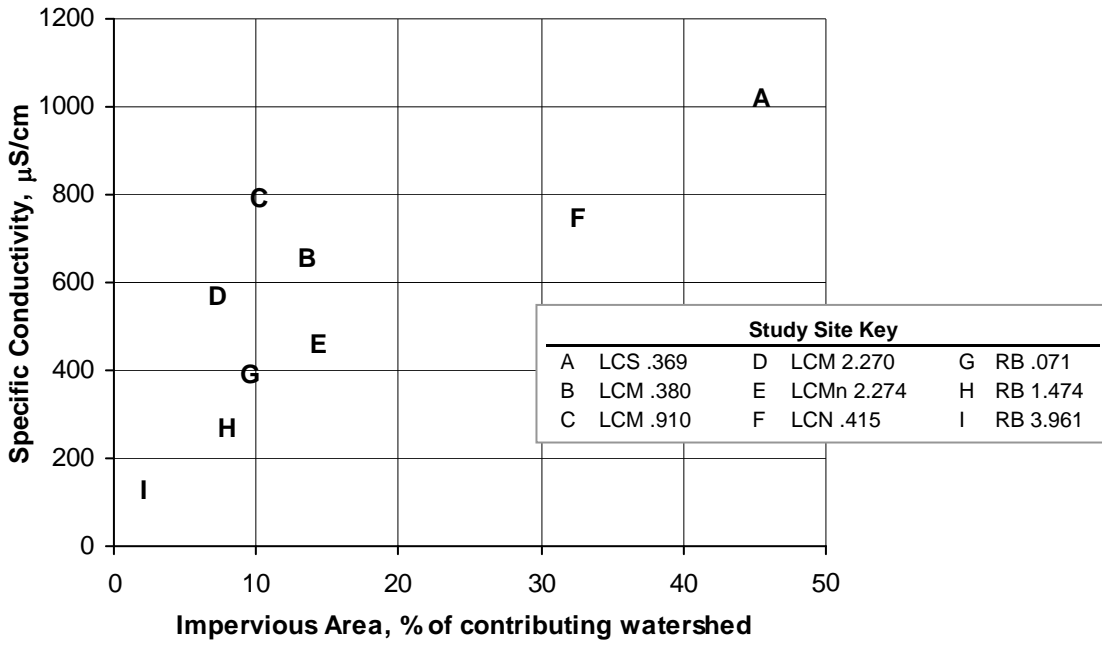 1200
1000
800
600
400
200
0
Specific Conductivity, µS/cm
A
C
F
B
D
E
G
H
I
Study Site Key
A LCS .369 D LCM 2.270 G RB .071
B LCM .380 E LCMn 2.274 H RB 1.474
C LCM .910 F LCN .415 I RB 3.961
0 10 20 30 40 50
Impervious Area, % of contributing watershed